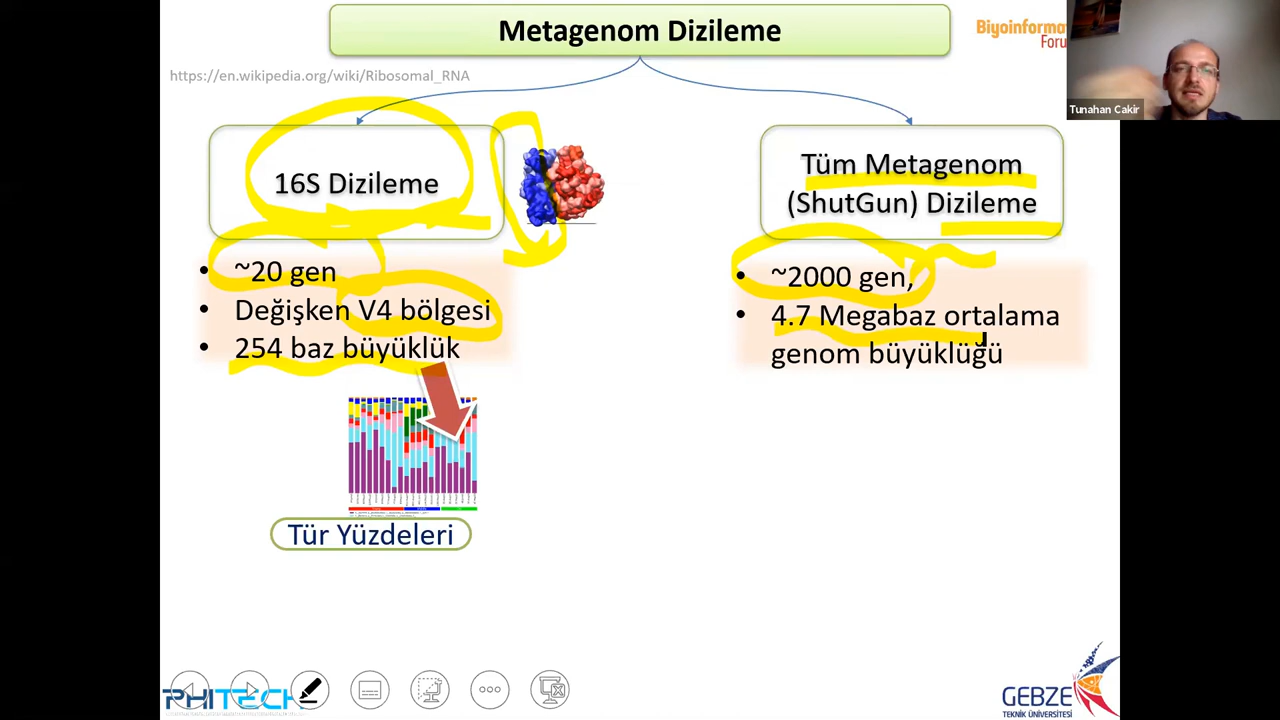 Metagenom Dizileme
Biyoinforma
Foru
https://en.wikipedia.org/wiki/Ribosomal_RNA
Tunahan Cakir
16S Dizileme
• ~20 gen
• Değişken V4 bölgesi
• 254 baz büyüklük
Tür Yüzdeleri
Tüm Metagenom
(ShutGun) Dizileme
• ~2000 gen,
• 4.7 Megabaz ortalama
genom büyüklüğü
PHITECH
GEBZE
TEKNİK ÜNİVERSİTESİ